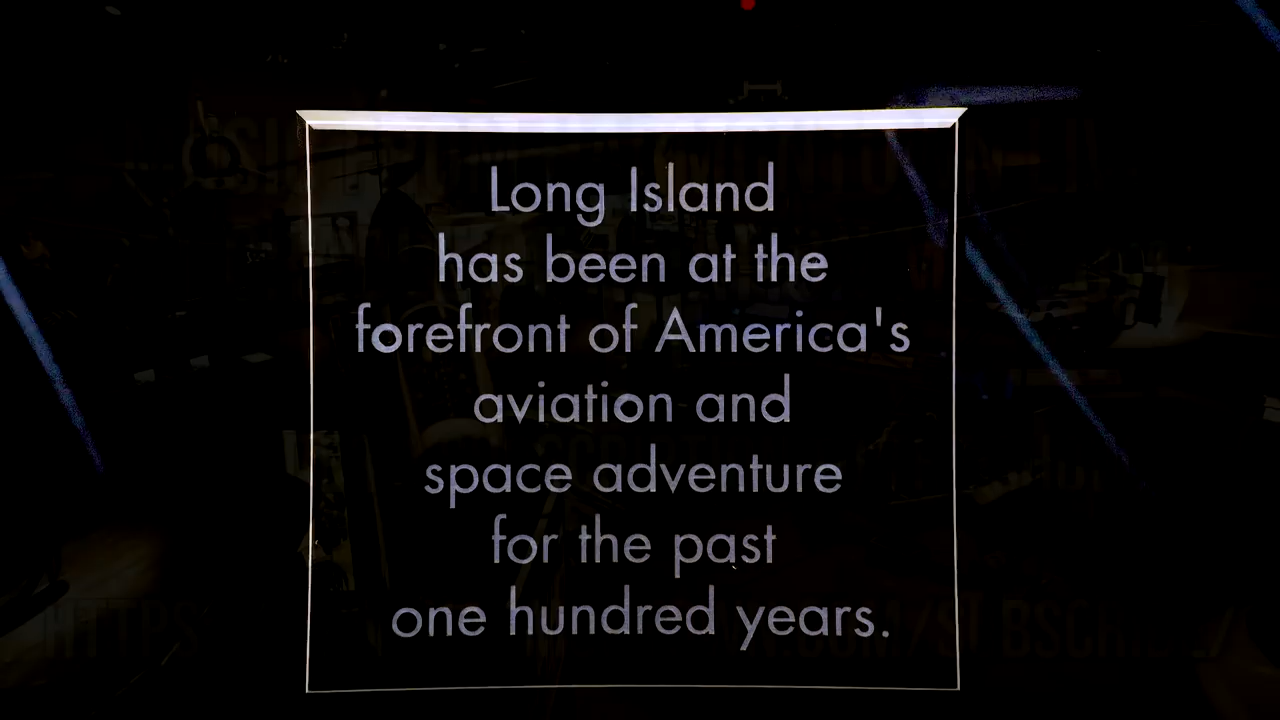 Long Island
has been at the
forefront of America's
aviation and
space adventure
for the past
one hundred years.